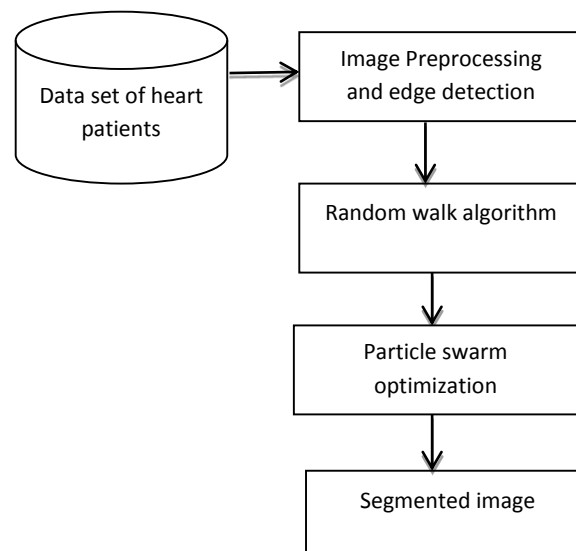 Data set of heart
patients
Image Preprocessing
and edge detection
Random walk algorithm
Particle swarm
optimization
Segmented image